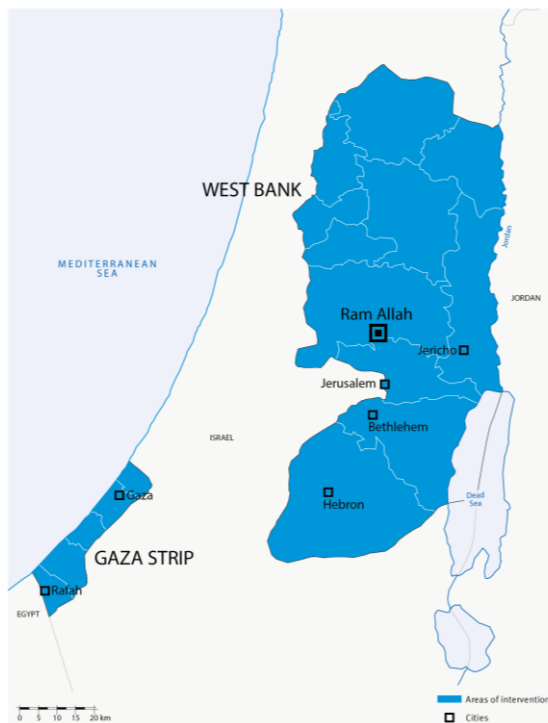 WEST BANK
MEDITERRANEAN
SEA
Jordan
JORDAN
Ram Allah
Jericho
Jerusalem
Bethlehem
ISRAEL
Gaza
Hebron
Dead
Sea
GAZA STRIP
Rafah
EGYPT
0 5 10 15 20 km
Areas of intervention
Cities